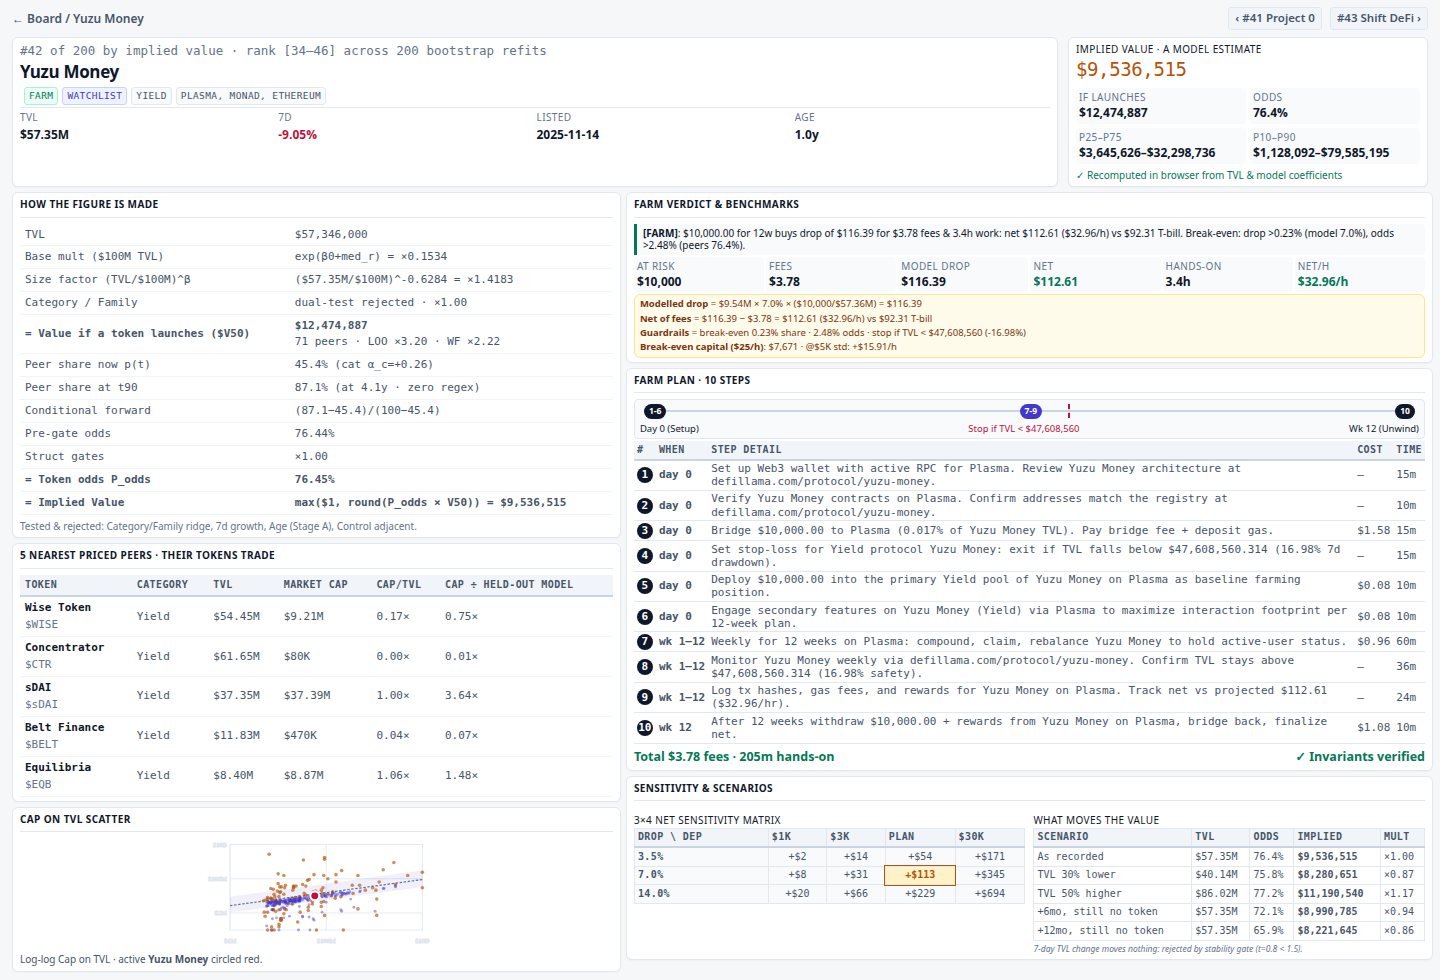 ← Board / Yuzu Money
‹ #41 Project 0
#43 Shift DeFi ›
#42 of 200 by implied value · rank [34–46] across 200 bootstrap refits
Yuzu Money
FARM WATCHLIST YIELD PLASMA, MONAD, ETHEREUM
TVL 7D LISTED AGE
$57.35M -9.05% 2025-11-14 1.0y
IMPLIED VALUE · A MODEL ESTIMATE
$9,536,515
IF LAUNCHES ODDS
$12,474,887 76.4%
P25–P75 P10–P90
$3,645,626–$32,298,736 $1,128,092–$79,585,195
✓ Recomputed in browser from TVL & model coefficients
HOW THE FIGURE IS MADE
TVL $57,346,000
Base mult ($100M TVL) exp(β0+med_r) = ×0.1534
Size factor (TVL/$100M)^β ($57.35M/$100M)^-0.6284 = ×1.4183
Category / Family dual-test rejected · ×1.00
= Value if a token launches ($V50) $12,474,887
71 peers · LOO ×3.20 · WF ×2.22
Peer share now p(t) 45.4% (cat α_c=+0.26)
Peer share at t90 87.1% (at 4.1y · zero regex)
Conditional forward (87.1−45.4)/(100−45.4)
Pre-gate odds 76.44%
Struct gates ×1.00
= Token odds P_odds 76.45%
= Implied Value max($1, round(P_odds × V50)) = $9,536,515
Tested & rejected: Category/Family ridge, 7d growth, Age (Stage A), Control adjacent.
5 NEAREST PRICED PEERS · THEIR TOKENS TRADE
TOKEN CATEGORY TVL MARKET CAP CAP/TVL CAP ÷ HELD-OUT MODEL
Wise Token
$WISE Yield $54.45M $9.21M 0.17× 0.75×
Concentrator
$CTR Yield $61.65M $80K 0.00× 0.01×
sDAI
$sDAI Yield $37.35M $37.39M 1.00× 3.64×
Belt Finance
$BELT Yield $11.83M $470K 0.04× 0.07×
Equilibria
$EQB Yield $8.40M $8.87M 1.06× 1.48×
CAP ON TVL SCATTER
Log-log Cap on TVL · active Yuzu Money circled red.
FARM VERDICT & BENCHMARKS
[FARM]: $10,000.00 for 12w buys drop of $116.39 for $3.78 fees & 3.4h work: net $112.61 ($32.96/h) vs $92.31 T-bill. Break-even: drop >0.23% (model 7.0%), odds
>2.48% (peers 76.4%).
AT RISK FEES MODEL DROP NET HANDS-ON NET/H
$10,000 $3.78 $116.39 $112.61 3.4h $32.96/h
Modelled drop = $9.54M × 7.0% × ($10,000/$57.36M) = $116.39
Net of fees = $116.39 − $3.78 = $112.61 ($32.96/h) vs $92.31 T-bill
Guardrails = break-even 0.23% share · 2.48% odds · stop if TVL < $47,608,560 (-16.98%)
Break-even capital ($25/h): $7,671 · @$5K std: +$15.91/h
FARM PLAN · 10 STEPS
1-6 7-9 10
Day 0 (Setup) Stop if TVL < $47,608,560 Wk 12 (Unwind)
# WHEN STEP DETAIL COST TIME
1 day 0 Set up Web3 wallet with active RPC for Plasma. Review Yuzu Money architecture at
defillama.com/protocol/yuzu-money. — 15m
2 day 0 Verify Yuzu Money contracts on Plasma. Confirm addresses match the registry at
defillama.com/protocol/yuzu-money. — 10m
3 day 0 Bridge $10,000 to Plasma (0.017% of Yuzu Money TVL). Pay bridge fee + deposit gas. $1.58 15m
4 day 0 Set stop-loss for Yield protocol Yuzu Money: exit if TVL falls below $47,608,560.314 (16.98% 7d
drawdown). — 15m
5 day 0 Deploy $10,000.00 into the primary Yield pool of Yuzu Money on Plasma as baseline farming
position. $0.08 10m
6 day 0 Engage secondary features on Yuzu Money (Yield) via Plasma to maximize interaction footprint per
12-week plan. $0.08 10m
7 wk 1–12 Weekly for 12 weeks on Plasma: compound, claim, rebalance Yuzu Money to hold active-user status. $0.96 60m
8 wk 1–12 Monitor Yuzu Money weekly via defillama.com/protocol/yuzu-money. Confirm TVL stays above
$47,608,560.314 (16.98% safety). — 36m
9 wk 1–12 Log tx hashes, gas fees, and rewards for Yuzu Money on Plasma. Track net vs projected $112.61
($32.96/hr). — 24m
10 wk 12 After 12 weeks withdraw $10,000.00 + rewards from Yuzu Money on Plasma, bridge back, finalize
net. $1.08 10m
Total $3.78 fees · 205m hands-on ✓ Invariants verified
SENSITIVITY & SCENARIOS
3×4 NET SENSITIVITY MATRIX
DROP \ DEP $1K $3K PLAN $30K
3.5% +$2 +$14 +$54 +$171
7.0% +$8 +$31 +$113 +$345
14.0% +$20 +$66 +$229 +$694
WHAT MOVES THE VALUE
SCENARIO TVL ODDS IMPLIED MULT
As recorded $57.35M 76.4% $9,536,515 ×1.00
TVL 30% lower $40.14M 75.8% $8,280,651 ×0.87
TVL 50% higher $86.02M 77.2% $11,190,540 ×1.17
+6mo, still no token $57.35M 72.1% $8,990,785 ×0.94
+12mo, still no token $57.35M 65.9% $8,221,645 ×0.86
7-day TVL change moves nothing: rejected by stability gate (t=0.8 < 1.5).